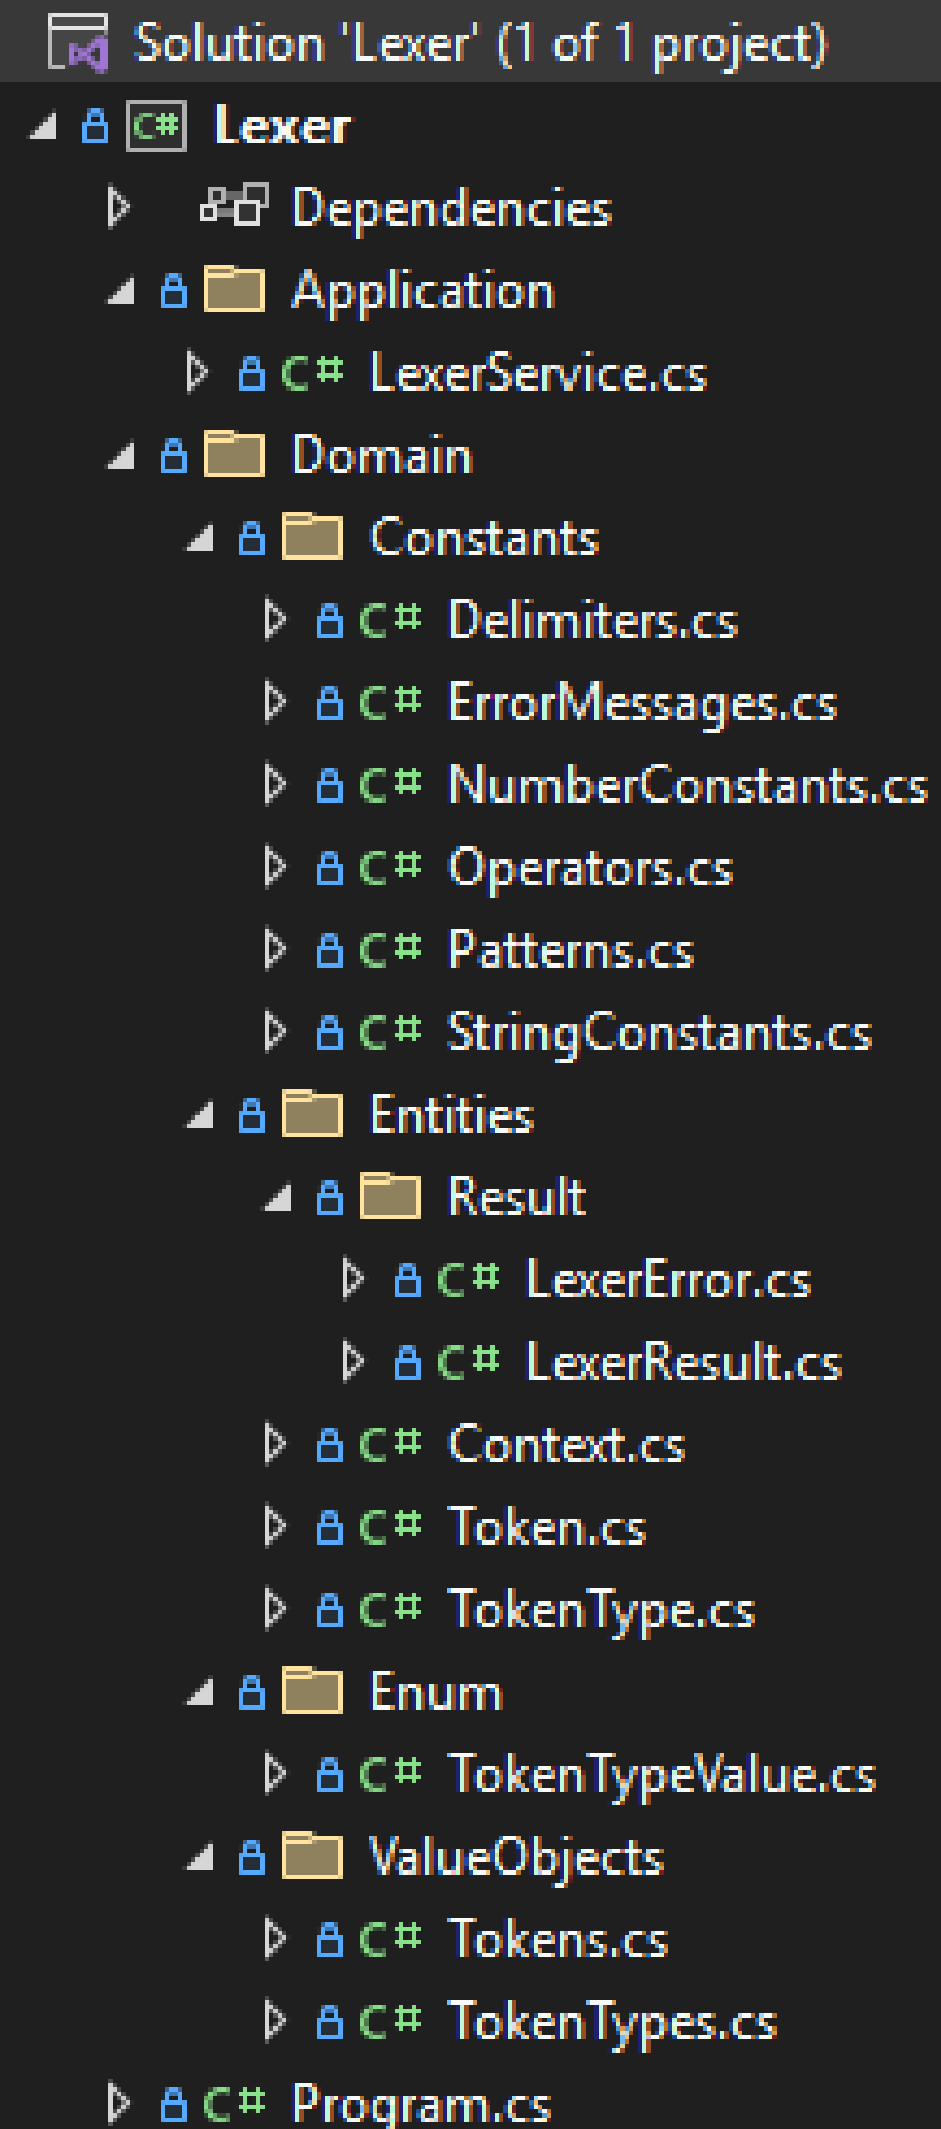 Solution 'Lexer' (1 of 1 project)
C# Lexer
Dependencies
Application
C# LexerService.cs
Domain
Constants
C# Delimiters.cs
C# ErrorMessages.cs
C# NumberConstants.cs
C# Operators.cs
C# Patterns.cs
C# StringConstants.cs
Entities
Result
C# LexerError.cs
C# LexerResult.cs
C# Context.cs
C# Token.cs
C# TokenType.cs
Enum
C# TokenTypeValue.cs
ValueObjects
C# Tokens.cs
C# TokenTypes.cs
C# Program.cs